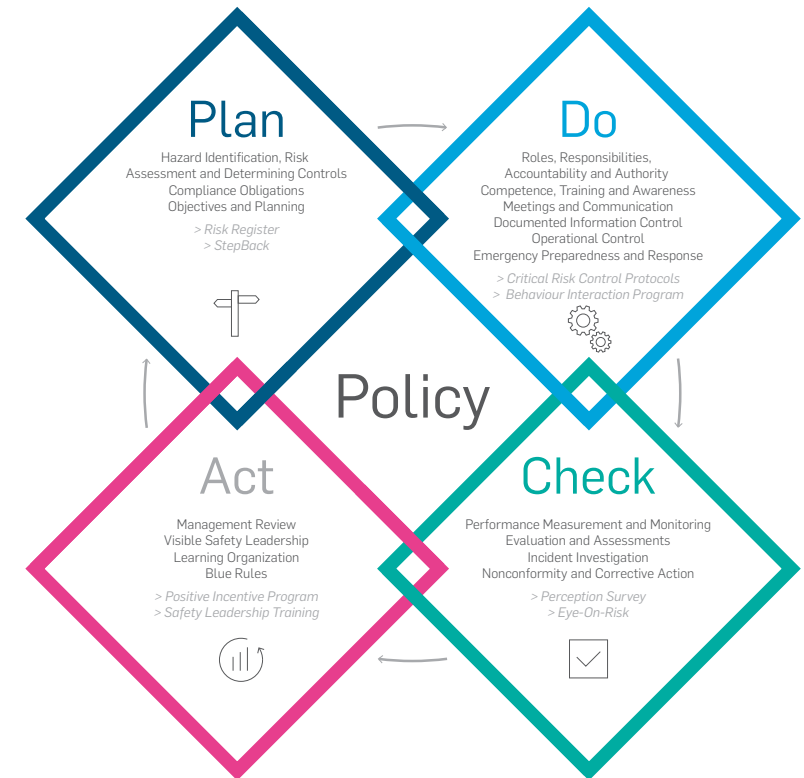 Plan
Hazard Identification, Risk
Assessment and Determining Controls
Compliance Obligations
Objectives and Planning
> Risk Register
> StepBack
Do
Roles, Responsibilities,
Accountability and Authority
Competence, Training and Awareness
Meetings and Communication
Documented Information Control
Operational Control
Emergency Preparedness and Response
> Critical Risk Control Protocols
> Behaviour Interaction Program
Policy
Act
Management Review
Visible Safety Leadership
Learning Organization
Blue Rules
> Positive Incentive Program
> Safety Leadership Training
Check
Performance Measurement and Monitoring
Evaluation and Assessments
Incident Investigation
Nonconformity and Corrective Action
> Perception Survey
> Eye-On-Risk